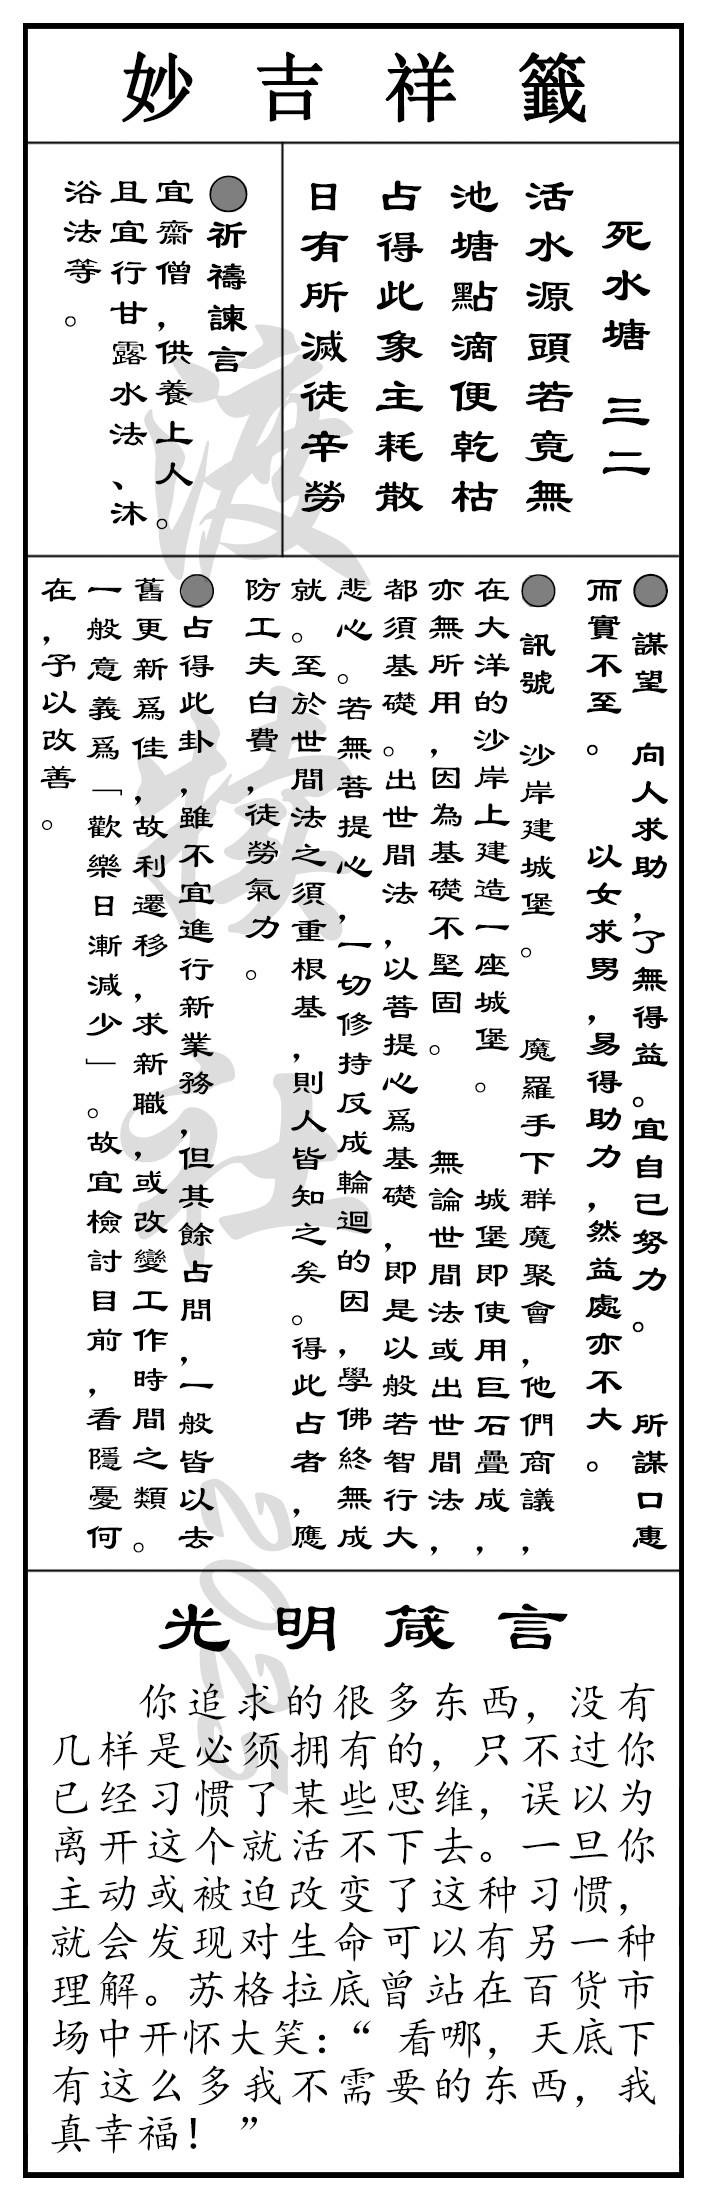 妙吉祥籤
死水塘 三二
活水源頭若竟無
池塘點滴便乾枯
占得此象主耗散
日有所滅徒辛勞
●祈禱諫言
宜齋僧，供養上人。
且宜行甘露水法、沐
浴法等。
● 謀望 向人求助，了無得益。宜自己努力。 所謀口惠
而實不至。 以女求男，易得助力，然益處亦不大。
● 訊號 沙岸建城堡。 魔羅手下群魔聚會，他們商議，
在大洋的沙岸上建造一座城堡。 城堡即使用巨石疊成，
亦無所用，因為基礎不堅固。 無論世間法或出世間法，
都須基礎。出世間法，以菩提心爲基礎，即是以般若智行大
悲心。若無菩提心，一切修持反成輪迴的因，學佛終無成
就。至於世間法之須重根基，則人皆知之矣。得此占者，應
防工夫白費，徒勞氣力。
●占得此卦，雖不宜進行新業務，但其餘占問，一般皆以去
舊更新爲佳，故利遷移，求新職，或改變工作時間之類。
一般意義爲「歡樂日漸減少」。故宜檢討目前，看隱憂何
在，予以改善。
光明箴言
你追求的很多东西，没有
几样是必须拥有的，只不过你
已经习惯了某些思维，误以为
离开这个就活不下去。一旦你
主动或被迫改变了这种习惯，
就会发现对生命可以有另一种
理解。苏格拉底曾站在百货市
场中开怀大笑：“看哪，天底下
有这么多我不需要的东西，我
真幸福！”
2025